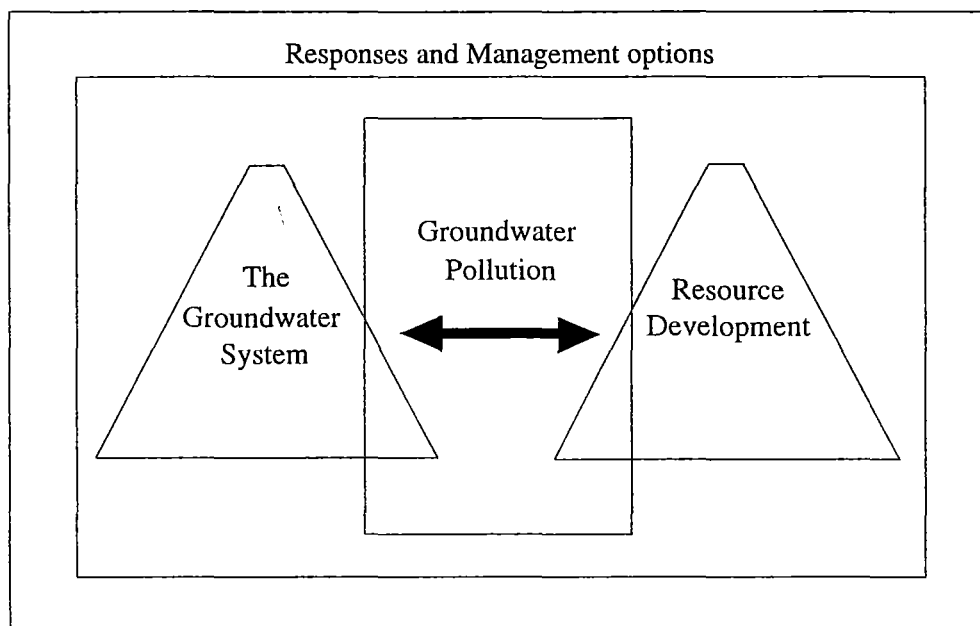 Responses and Management options
Groundwater
Pollution
The
Groundwater
System
Resource
Development